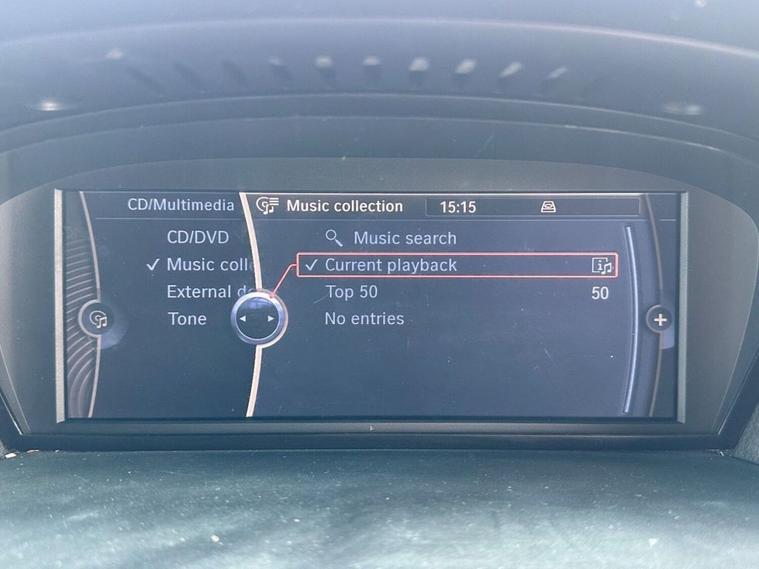 CD/Multimedia
Music collection
15:15
CD/DVD
Music search
Music coll
Current playback
External d
Top 50
50
Tone
No entries